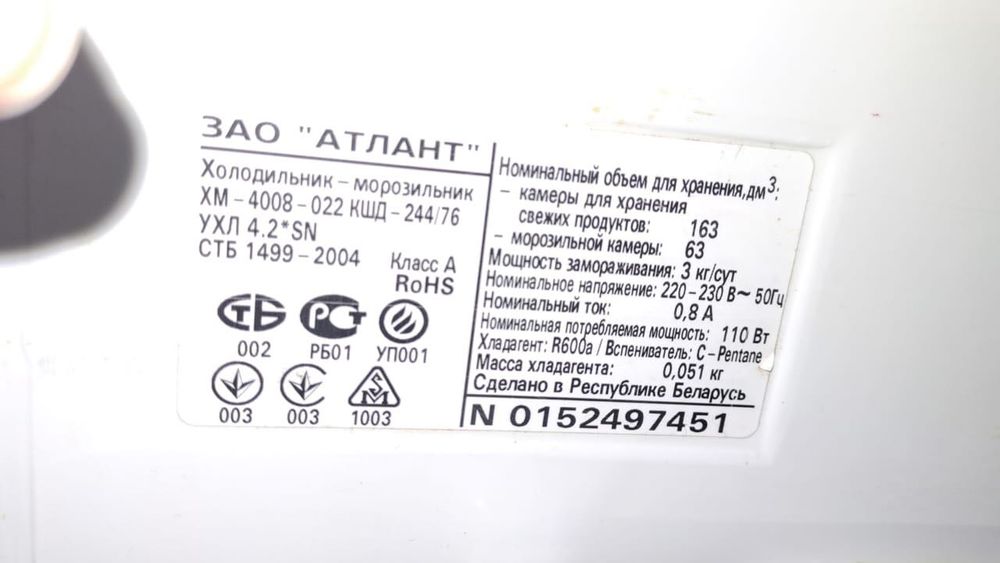 ЗАО "АТЛАНТ"
Холодильник – морозильник
ХМ – 4008 – 022 КШД – 244/76
УХЛ 4.2*SN
СТБ 1499 – 2004
Класс А
RoHS
СТБ
РСТ
002
РБ01
УП001
003
003
1003
Номинальный объем для хранения,дм³:
– камеры для хранения
свежих продуктов: 163
– морозильной камеры: 63
Мощность замораживания: 3 кг/сут
Номинальное напряжение: 220 – 230 В~ 50Гц
Номинальный ток: 0,8 А
Номинальная потребляемая мощность: 110 Вт
Хладагент: R600a / Вспениватель: C – Pentane
Масса хладагента: 0,051 кг
Сделано в Республике Беларусь
N 0152497451